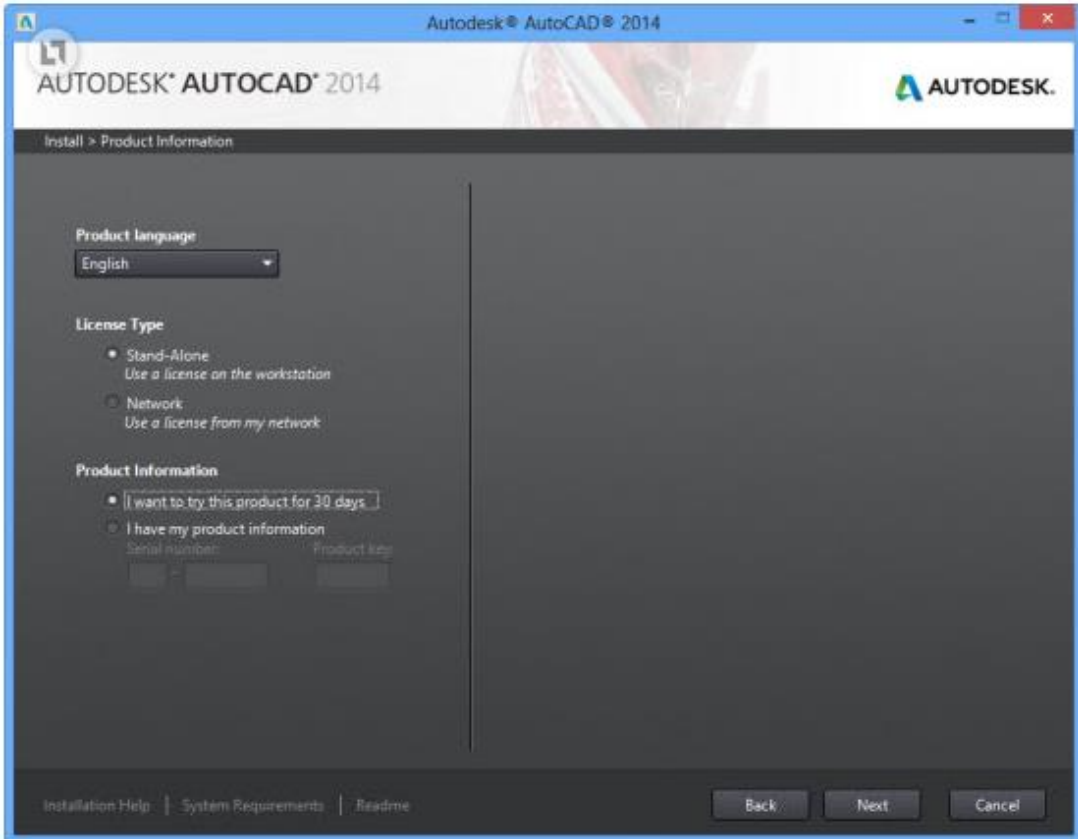 Autodesk® AutoCAD® 2014
AUTODESK® AUTOCAD® 2014
AUTODESK.
Install > Product Information
Product language
English
License Type
Stand-Alone
Use a license on the workstation
Network
Use a license from my network
Product Information
I want to try this product for 30 days
I have my product information
Serial number: Product key:
-
Installation Help | System Requirements | Readme
Back Next Cancel